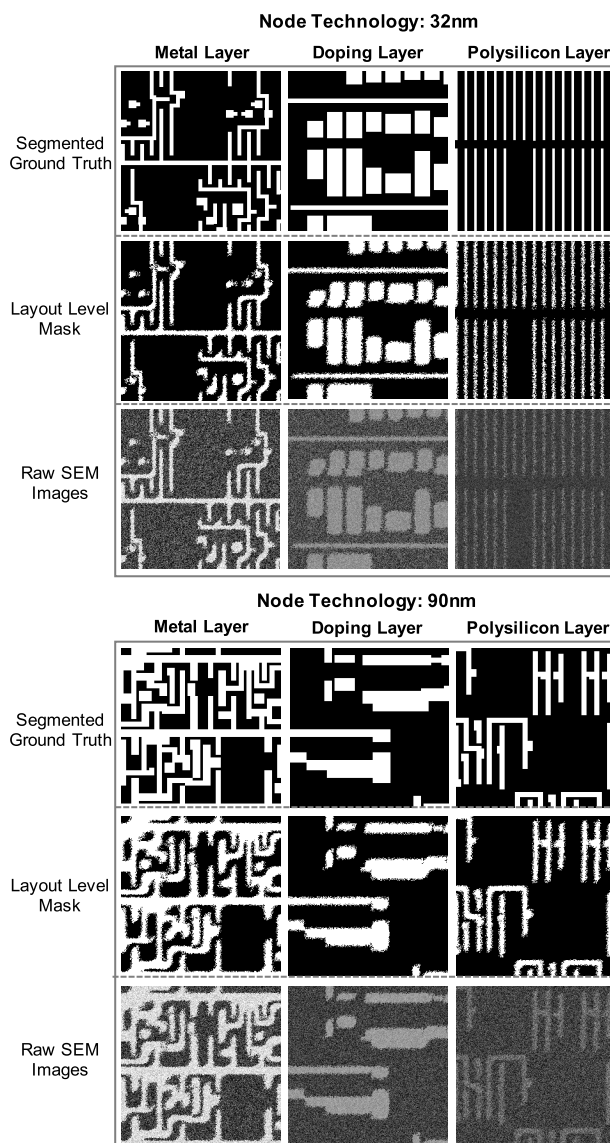 Node Technology: 32nm
Metal Layer Doping Layer Polysilicon Layer
Segmented
Ground Truth
Layout Level
Mask
Raw SEM
Images
Node Technology: 90nm
Metal Layer Doping Layer Polysilicon Layer
Segmented
Ground Truth
Layout Level
Mask
Raw SEM
Images